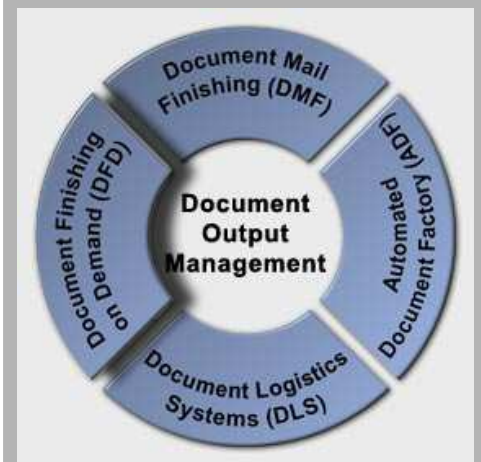 Document Mail
Finishing (DMF)
Automated
Document Factory (ADF)
Document Logistics
Systems (DLS)
Document Finishing
on Demand (DFD)
Document
Output
Management